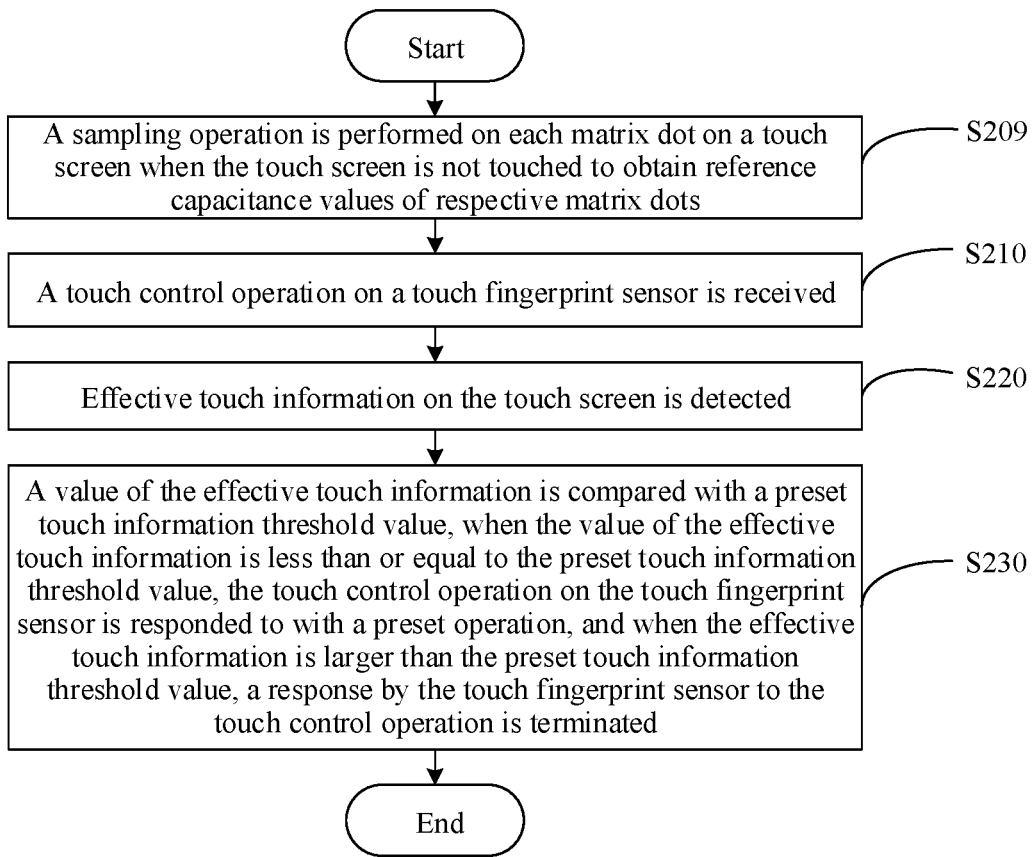 Start
A sampling operation is performed on each matrix dot on a touch
screen when the touch screen is not touched to obtain reference
capacitance values of respective matrix dots
S209
A touch control operation on a touch fingerprint sensor is received
S210
Effective touch information on the touch screen is detected
S220
A value of the effective touch information is compared with a preset
touch information threshold value, when the value of the effective
touch information is less than or equal to the preset touch information
threshold value, the touch control operation on the touch fingerprint
sensor is responded to with a preset operation, and when the effective
touch information is larger than the preset touch information
threshold value, a response by the touch fingerprint sensor to the
touch control operation is terminated
S230
End